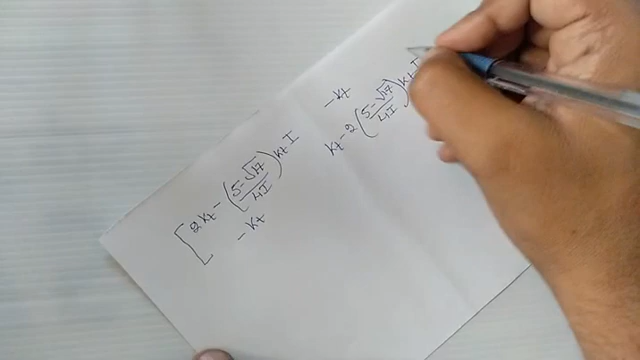 [ 2kt - (5-√17/4I) kt I    -kt
-kt    kt - 2 (5-√17/4I) kt I